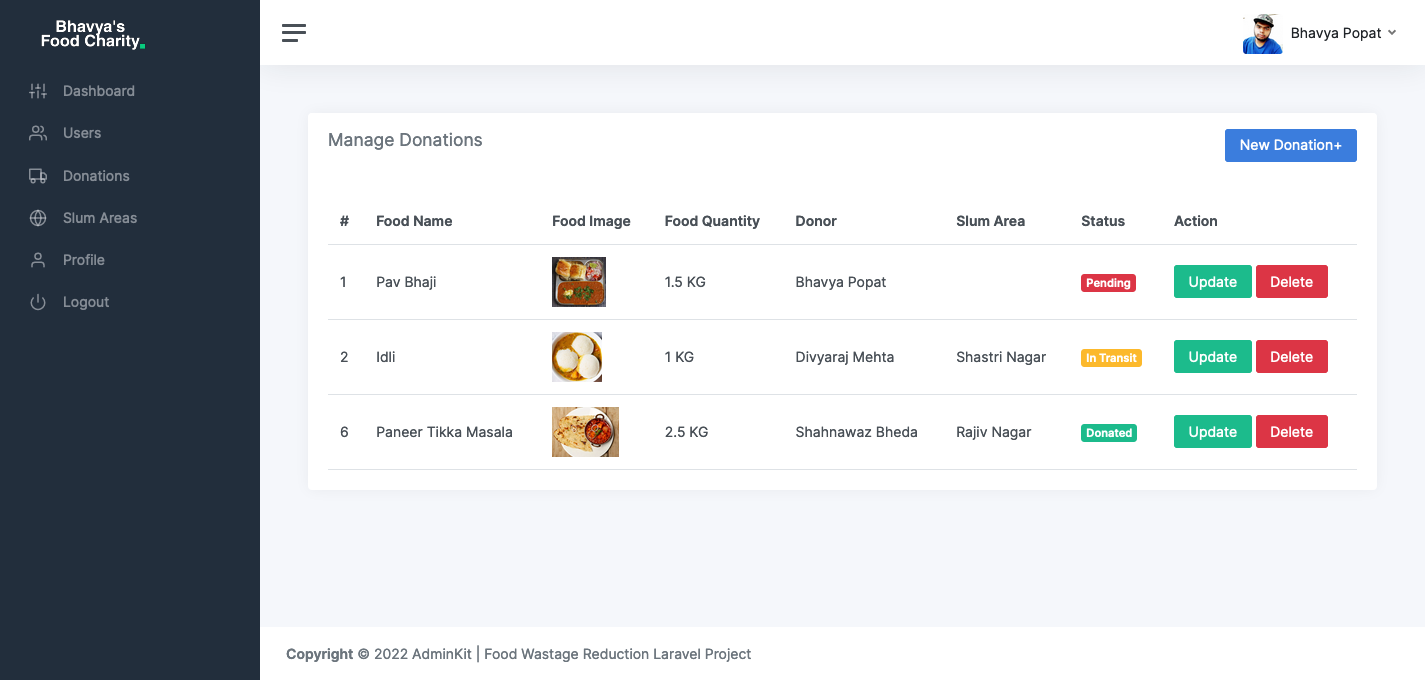 Bhavya's
Food Charity.
Bhavya Popat
Dashboard
Users
Donations
Slum Areas
Profile
Logout
Manage Donations
New Donation+
# Food Name Food Image Food Quantity Donor Slum Area Status Action
1 Pav Bhaji 1.5 KG Bhavya Popat Pending Update Delete
2 Idli 1 KG Divyaraj Mehta Shastri Nagar In Transit Update Delete
6 Paneer Tikka Masala 2.5 KG Shahnawaz Bheda Rajiv Nagar Donated Update Delete
Copyright © 2022 AdminKit | Food Wastage Reduction Laravel Project